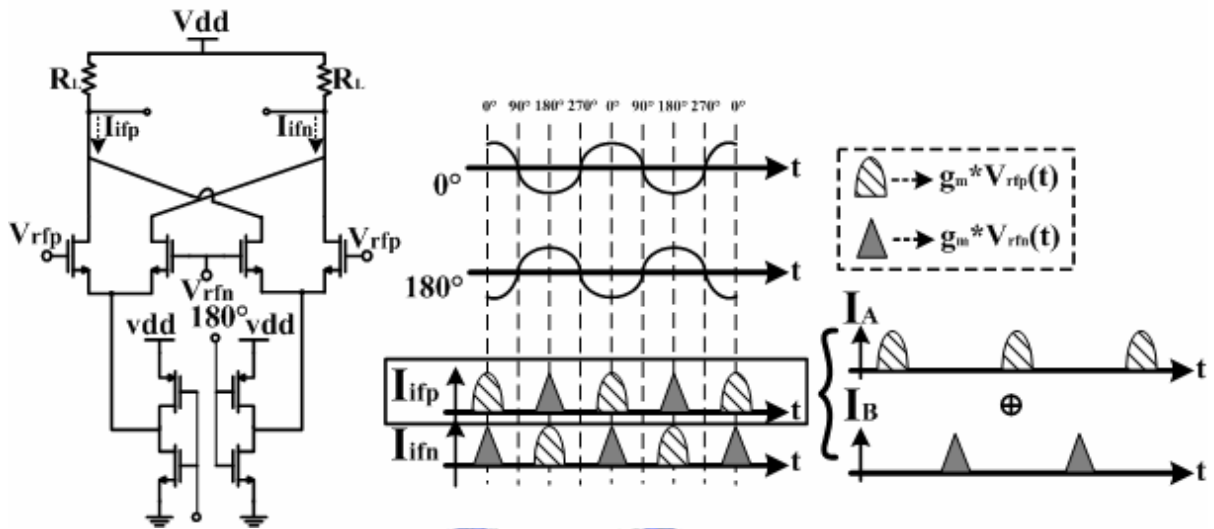 Vdd
RL RL
Iifp Iifn
Vrfp Vrfp
Vrfn
180°
vdd vdd
0° 90° 180° 270° 0° 90° 180° 270° 0°
0° t
180° t
Iifp t
Iifn t
gm*Vrfp(t)
gm*Vrfn(t)
IA t
⊕
IB t